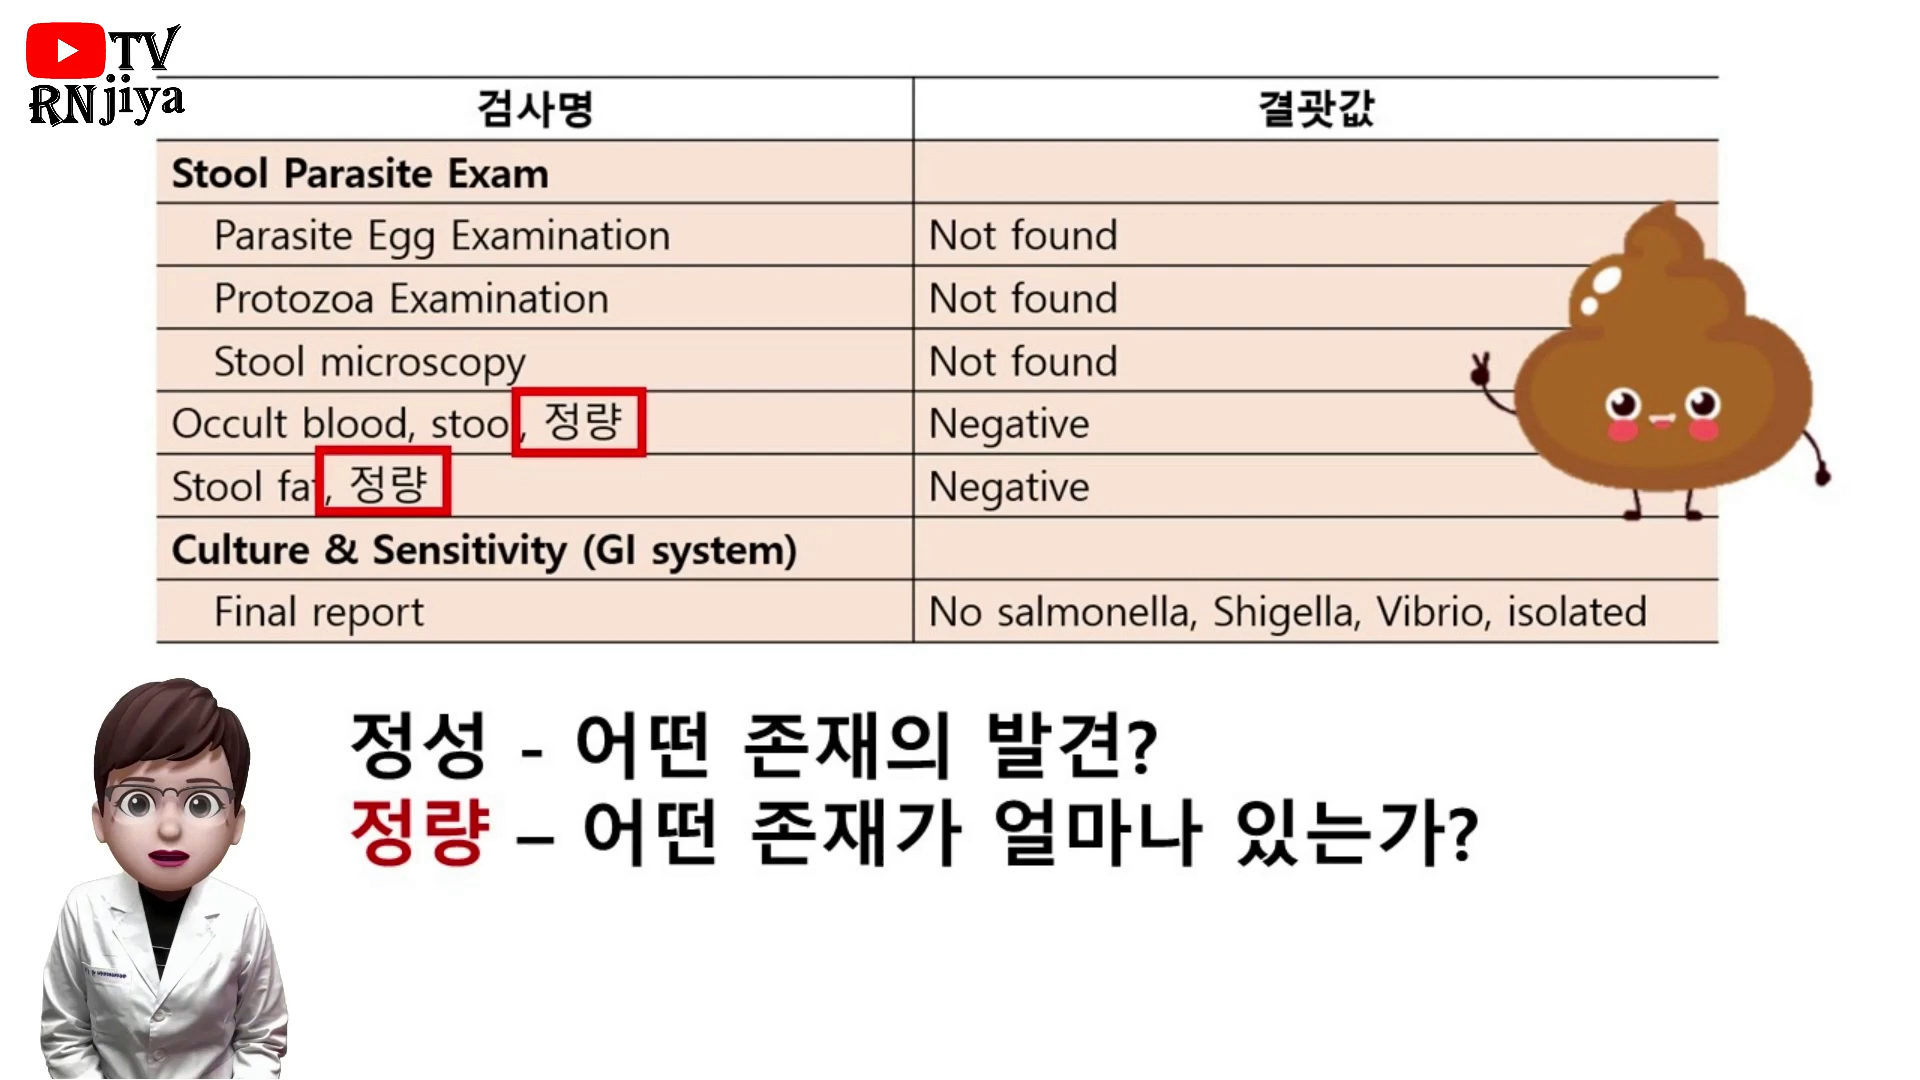 TV
RNjiya
검사명 결괏값
Stool Parasite Exam
Parasite Egg Examination Not found
Protozoa Examination Not found
Stool microscopy Not found
Occult blood, stoo, 정량 Negative
Stool fa, 정량 Negative
Culture & Sensitivity (GI system)
Final report No salmonella, Shigella, Vibrio, isolated
정성 - 어떤 존재의 발견?
정량 – 어떤 존재가 얼마나 있는가?